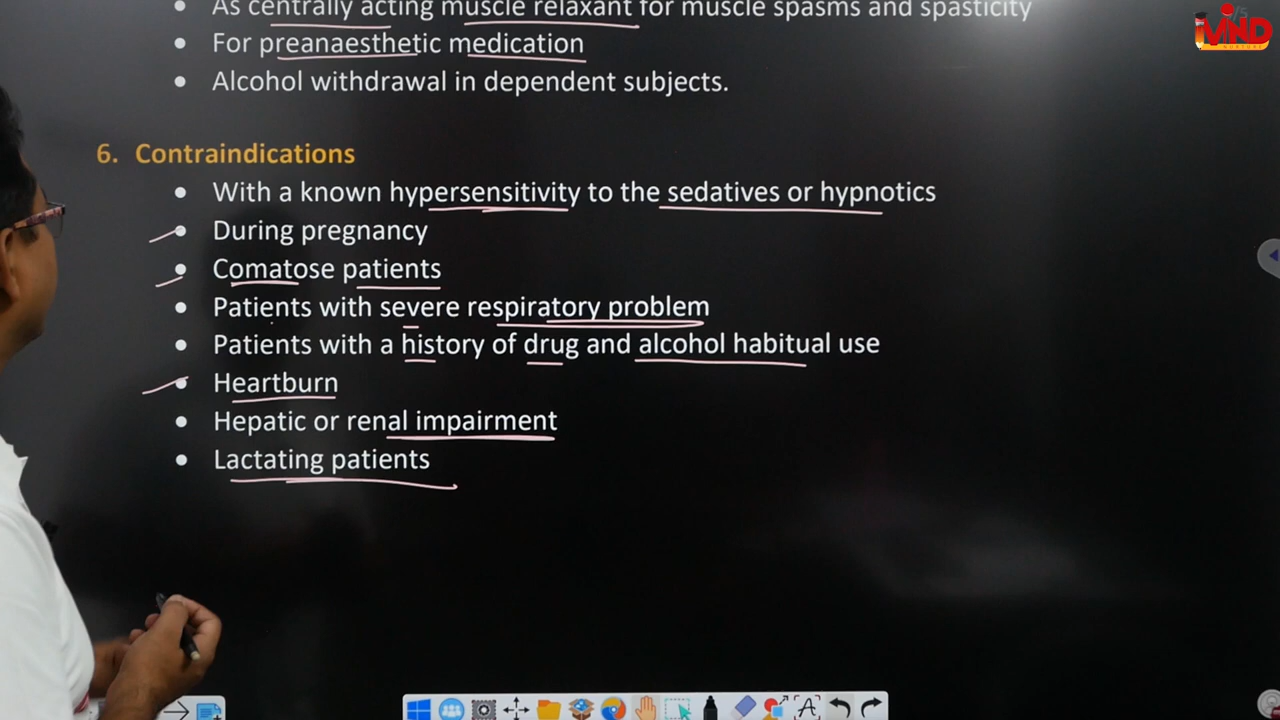 As centrally acting muscle relaxant for muscle spasms and spasticity
For preanaesthetic medication
Alcohol withdrawal in dependent subjects.
6. Contraindications
With a known hypersensitivity to the sedatives or hypnotics
During pregnancy
Comatose patients
Patients with severe respiratory problem
Patients with a history of drug and alcohol habitual use
Heartburn
Hepatic or renal impairment
Lactating patients